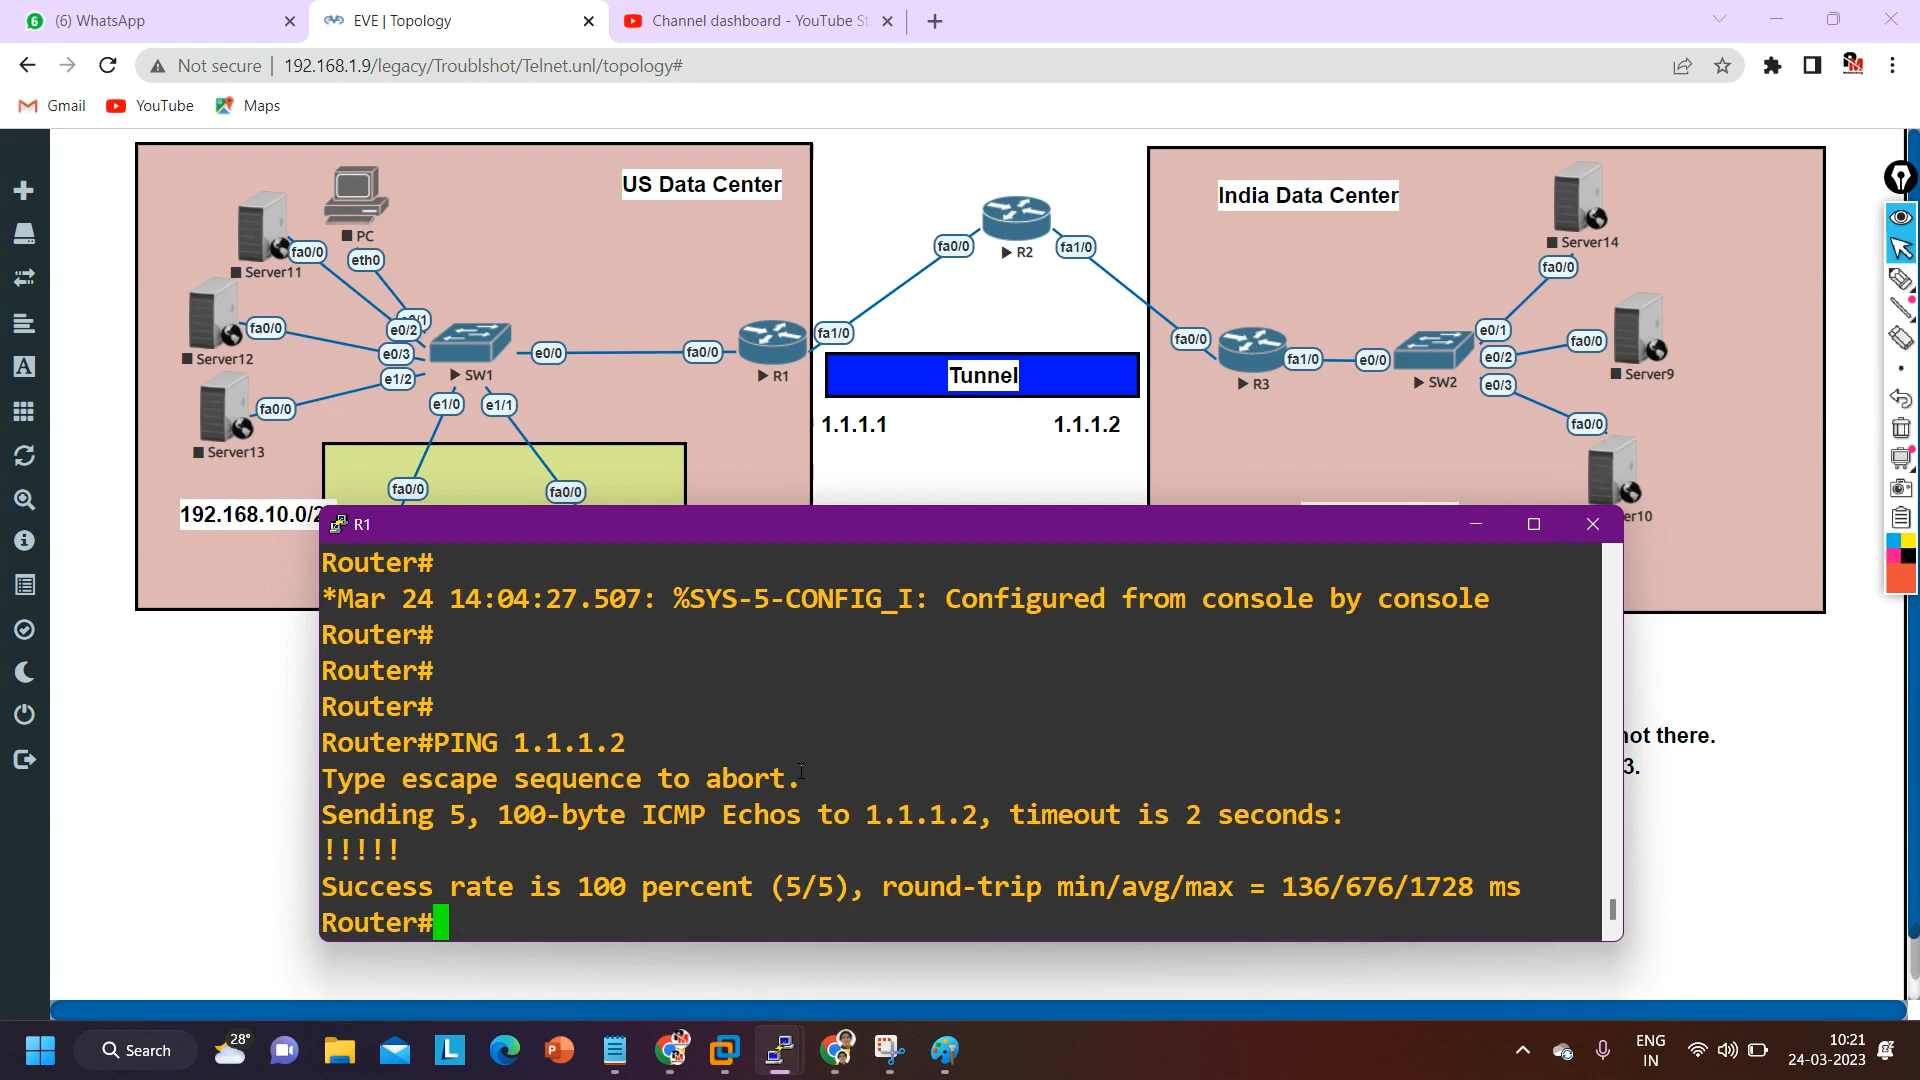 6 (6) WhatsApp
EVE | Topology
Channel dashboard - YouTube St
Not secure | 192.168.1.9/legacy/Troublshot/Telnet.unl/topology#
Gmail
YouTube
Maps
US Data Center
India Data Center
PC
Server11
fa0/0
eth0
fa0/0
R2
fa1/0
Server14
fa0/0
Server12
fa0/0
e0/2
e0/3
e1/2
SW1
e0/0
fa0/0
R1
fa1/0
Tunnel
1.1.1.1
1.1.1.2
fa0/0
R3
fa1/0
e0/0
SW2
e0/1
e0/2
e0/3
fa0/0
Server9
fa0/0
Server13
fa0/0
e1/0
e1/1
fa0/0
fa0/0
192.168.10.0/2
er10
R1
Router#
*Mar 24 14:04:27.507: %SYS-5-CONFIG_I: Configured from console by console
Router#
Router#
Router#
Router#PING 1.1.1.2
Type escape sequence to abort.
Sending 5, 100-byte ICMP Echos to 1.1.1.2, timeout is 2 seconds:
!!!!!
Success rate is 100 percent (5/5), round-trip min/avg/max = 136/676/1728 ms
Router#
not there.
3.
Search
28°
ENG
IN
10:21
24-03-2023